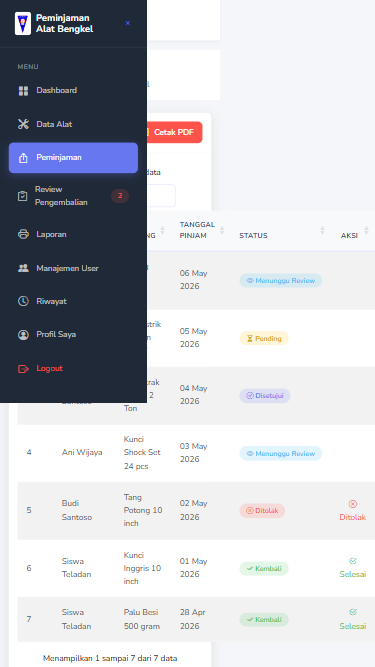 Peminjaman
Alat Bengkel
×
MENU
Dashboard
Data Alat
Peminjaman
Review
Pengembalian
2
Laporan
Manajemen User
Riwayat
Profil Saya
Logout
Cetak PDF
TANGGAL
PINJAM
STATUS
AKSI
06 May
2026
Menunggu Review
05 May
2026
Pending
04 May
2026
2
Ton
Disetujui
4
Ani Wijaya
Kunci
Shock Set
24 pcs
03 May
2026
Menunggu Review
5
Budi
Santoso
Tang
Potong 10
inch
02 May
2026
Ditolak
Ditolak
6
Siswa
Teladan
Kunci
Inggris 10
inch
01 May
2026
Kembali
Selesai
7
Siswa
Teladan
Palu Besi
500 gram
28 Apr
2026
Kembali
Selesai
Menampilkan 1 sampai 7 dari 7 data